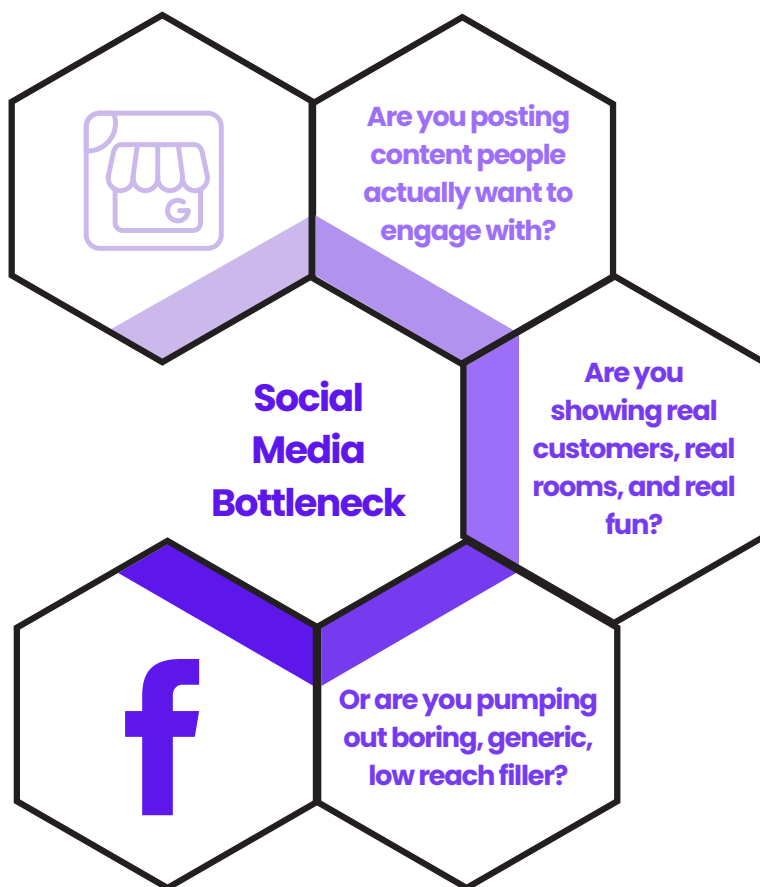 Are you posting
content people
actually want to
engage with?
G
Social
Media
Bottleneck
Are you
showing real
customers, real
rooms, and real
fun?
f
Or are you pumping
out boring, generic,
low reach filler?